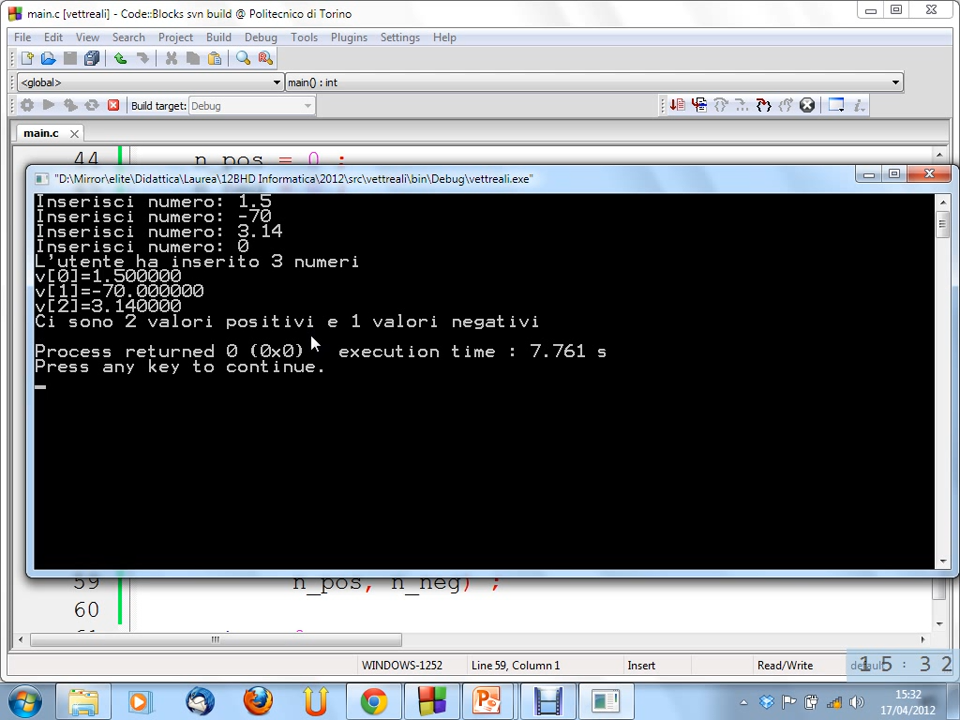 main.c [vettreali] - Code::Blocks svn build @ Politecnico di Torino
File Edit View Search Project Build Debug Tools Plugins Settings Help
<global> main() : int
Build target: Debug
main.c
44 n_pos = 0 ;
"D:\Mirror\elite\Didattica\Laurea\12BHD Informatica\2012\src\vettreali\bin\Debug\vettreali.exe"
Inserisci numero: 1.5
Inserisci numero: -70
Inserisci numero: 3.14
Inserisci numero: 0
L'utente ha inserito 3 numeri
v[0]=1.500000
v[1]=-70.000000
v[2]=3.140000
Ci sono 2 valori positivi e 1 valori negativi
Process returned 0 (0x0) execution time : 7.761 s
Press any key to continue.
59 n_pos, n_neg) ;
60
WINDOWS-1252 Line 59, Column 1 Insert Read/Write default
15:32
15:32
17/04/2012